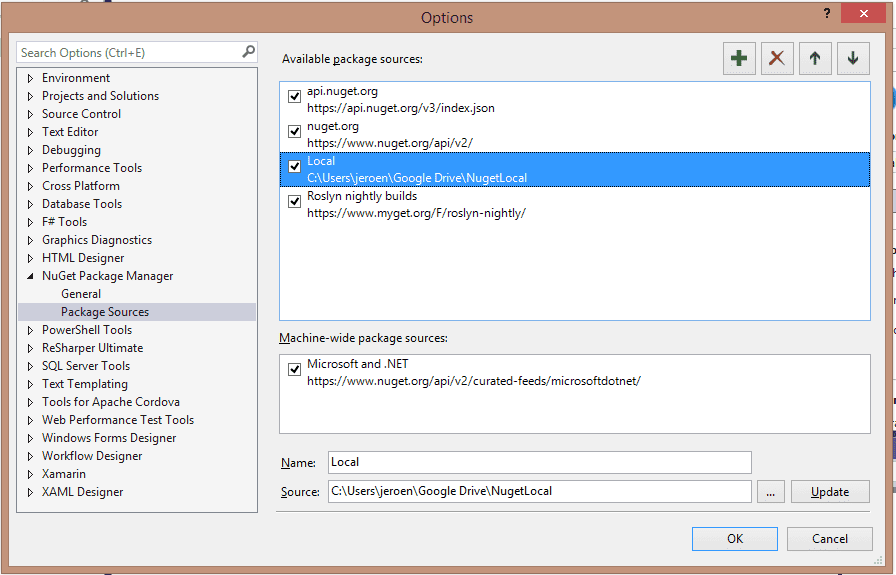 Options
?
Search Options (Ctrl+E)
Environment
Projects and Solutions
Source Control
Text Editor
Debugging
Performance Tools
Cross Platform
Database Tools
F# Tools
Graphics Diagnostics
HTML Designer
NuGet Package Manager
General
Package Sources
PowerShell Tools
ReSharper Ultimate
SQL Server Tools
Text Templating
Tools for Apache Cordova
Web Performance Test Tools
Windows Forms Designer
Workflow Designer
Xamarin
XAML Designer
Available package sources:
api.nuget.org
https://api.nuget.org/v3/index.json
nuget.org
https://www.nuget.org/api/v2/
Local
C:\Users\jeroen\Google Drive\NugetLocal
Roslyn nightly builds
https://www.myget.org/F/roslyn-nightly/
Machine-wide package sources:
Microsoft and .NET
https://www.nuget.org/api/v2/curated-feeds/microsoftdotnet/
Name: Local
Source: C:\Users\jeroen\Google Drive\NugetLocal ... Update
OK Cancel